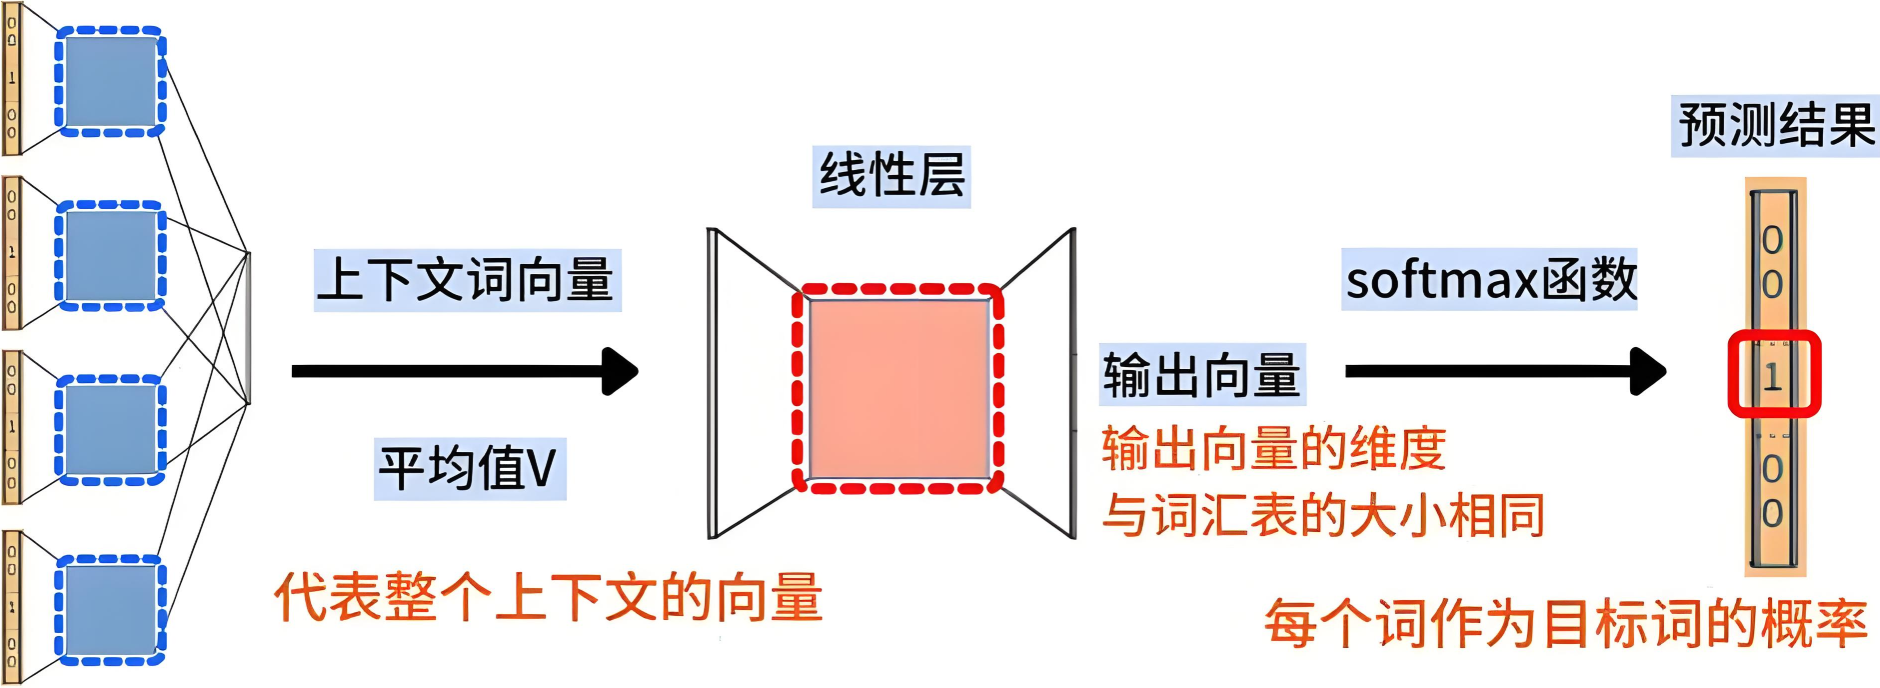 0
0
1
0
0
0
0
1
0
0
0
0
1
0
0
0
0
1
0
0
上下文词向量
平均值V
代表整个上下文的向量
线性层
输出向量
输出向量的维度
与词汇表的大小相同
softmax函数
预测结果
0
0
...
1
...
0
0
每个词作为目标词的概率